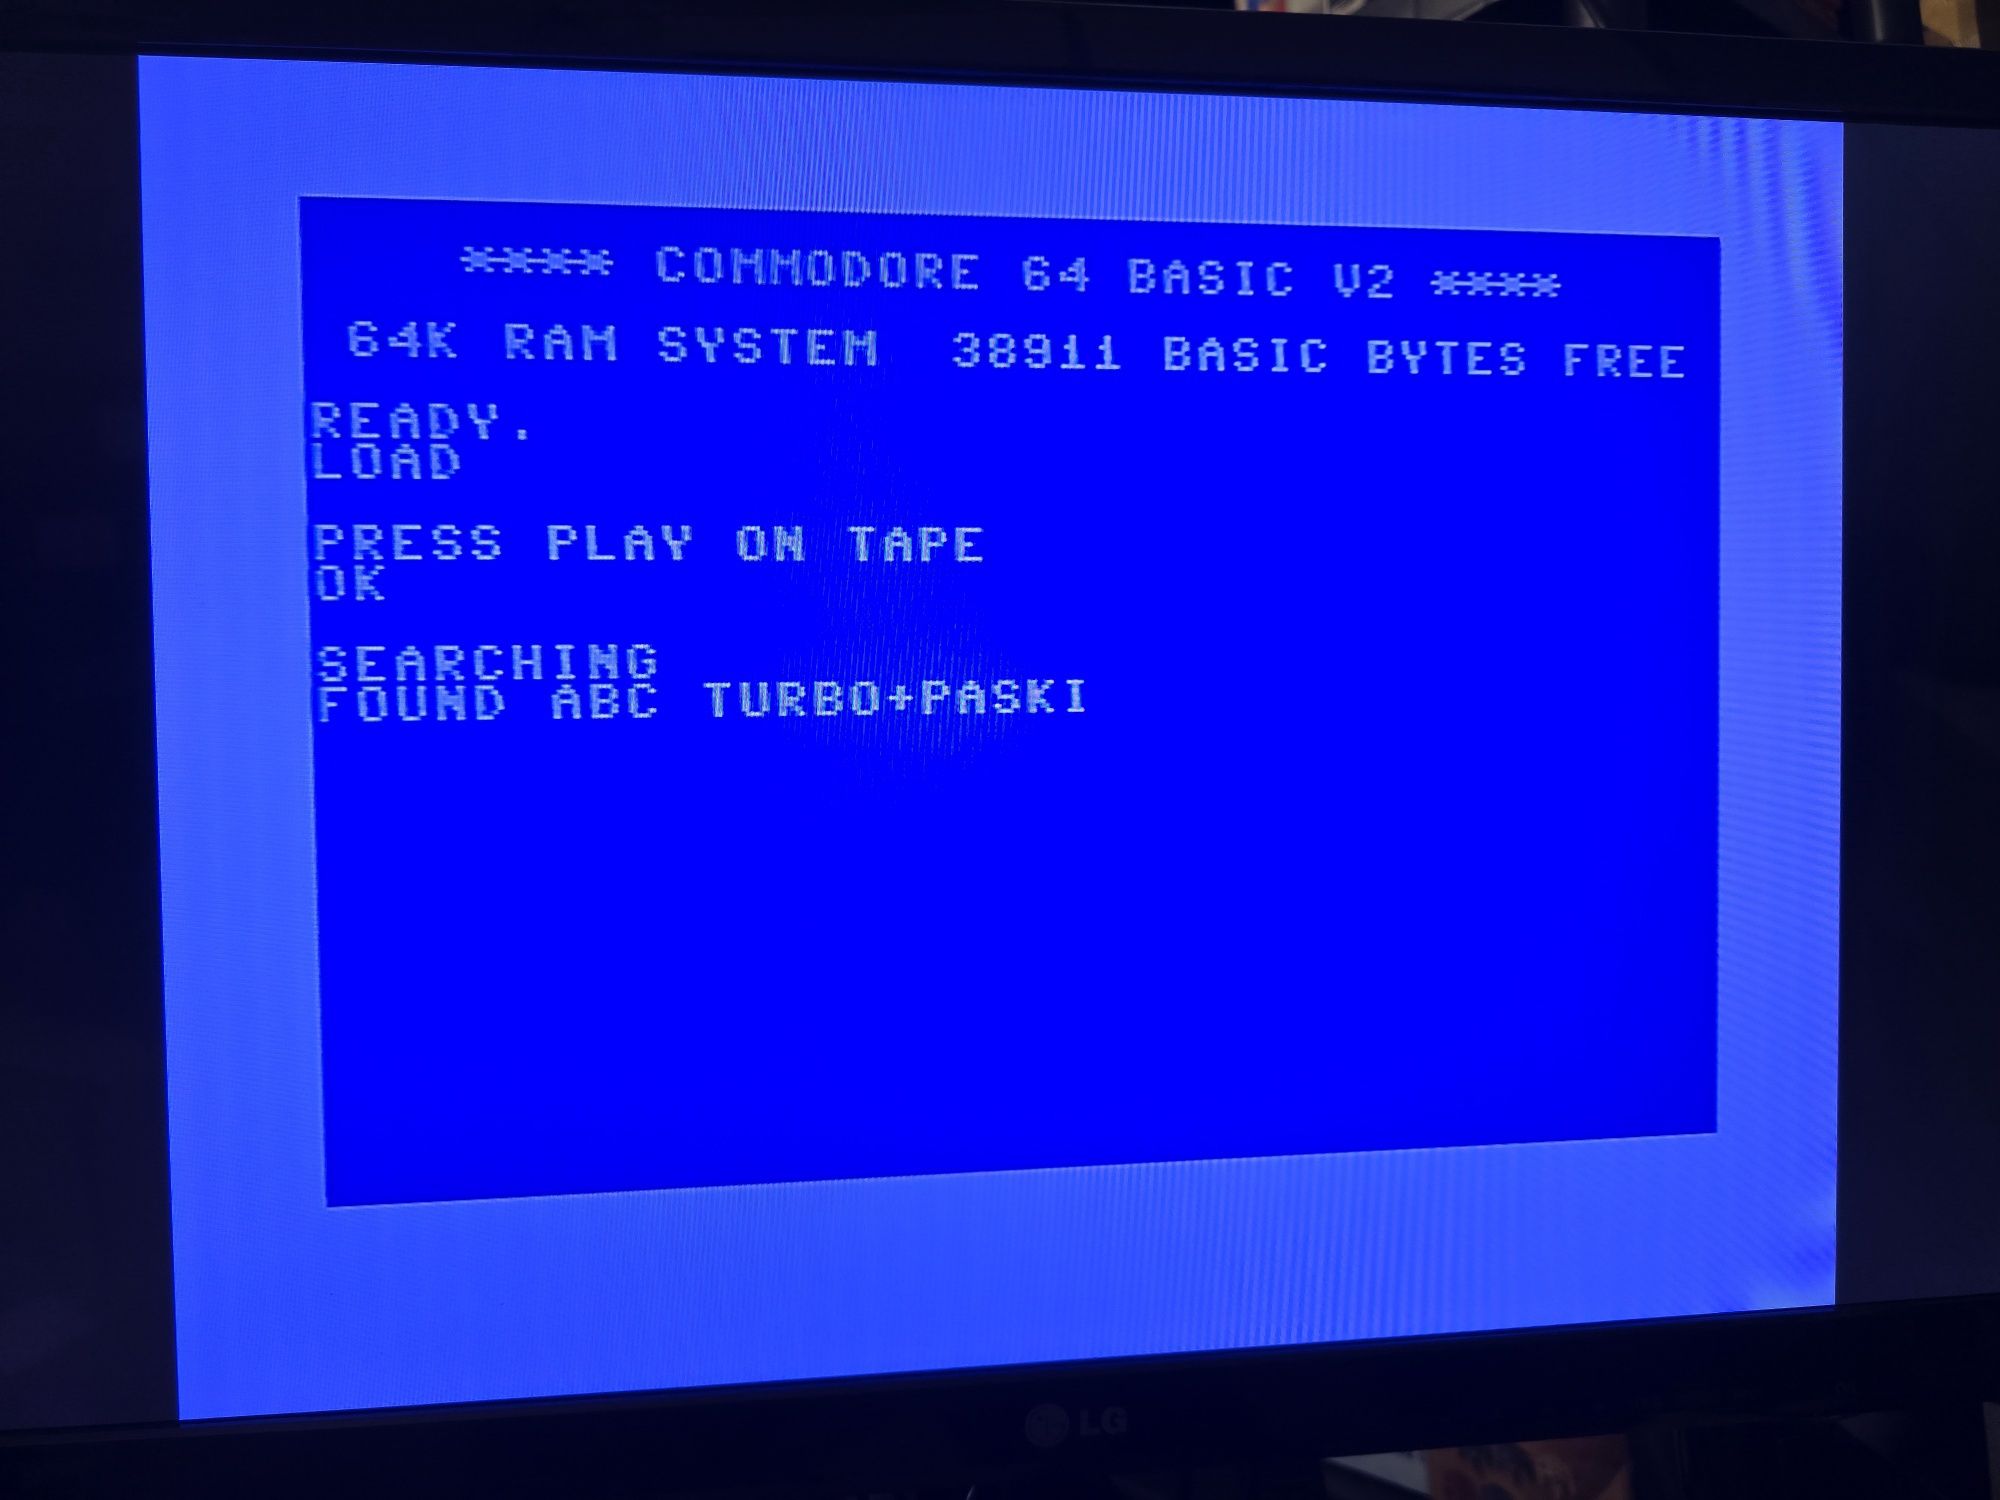 **** COMMODORE 64 BASIC V2 ****
64K RAM SYSTEM  38911 BASIC BYTES FREE
READY.
LOAD
PRESS PLAY ON TAPE
OK
SEARCHING
FOUND ABC TURBO+PASKI
LG